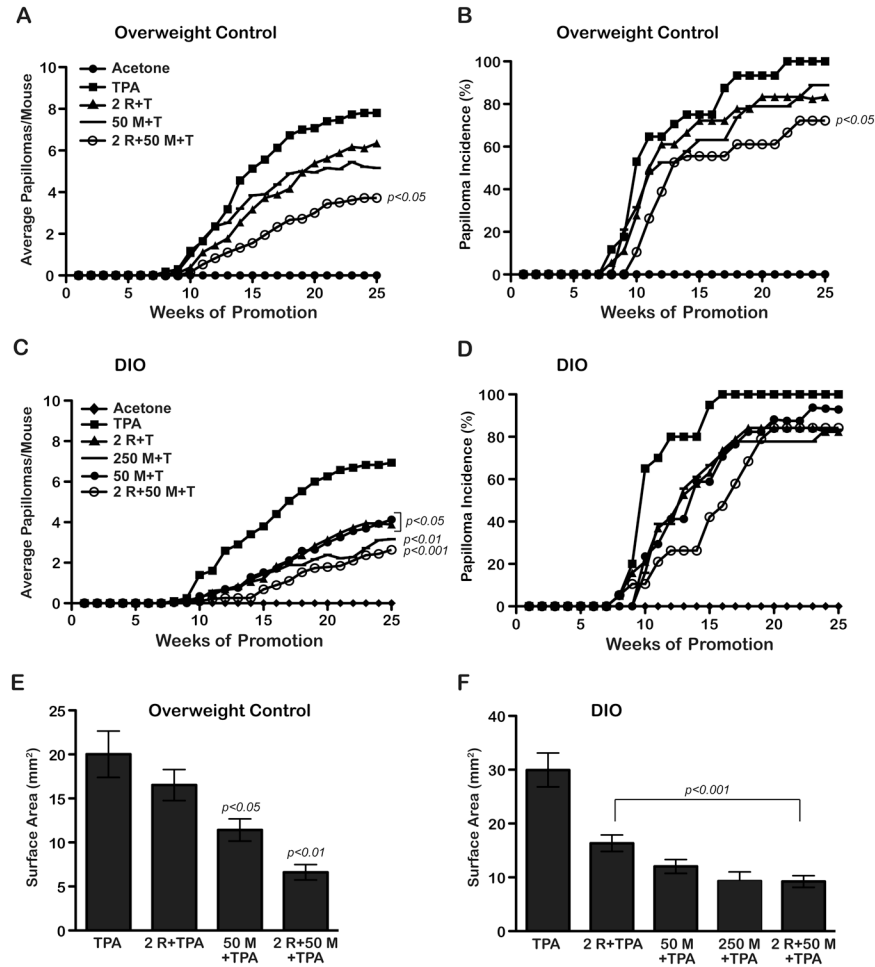 A
Overweight Control
Average Papillomas/Mouse
10
8
6
4
2
0
Acetone
TPA
2 R+T
50 M+T
2 R+50 M+T
p<0.05
0
5
10
15
20
25
Weeks of Promotion
B
Overweight Control
Papilloma Incidence (%)
100
80
60
40
20
0
p<0.05
0
5
10
15
20
25
Weeks of Promotion
C
DIO
Average Papillomas/Mouse
10
8
6
4
2
0
Acetone
TPA
2 R+T
250 M+T
50 M+T
2 R+50 M+T
p<0.05
p<0.01
p<0.001
0
5
10
15
20
25
Weeks of Promotion
D
DIO
Papilloma Incidence (%)
100
80
60
40
20
0
0
5
10
15
20
25
Weeks of Promotion
E
Overweight Control
Surface Area (mm²)
25
20
15
10
5
0
p<0.05
p<0.01
TPA
2 R+TPA
50 M
+TPA
2 R+50 M
+TPA
F
DIO
Surface Area (mm²)
40
30
20
10
0
p<0.001
TPA
2 R+TPA
50 M
+TPA
250 M
+TPA
2 R+50 M
+TPA